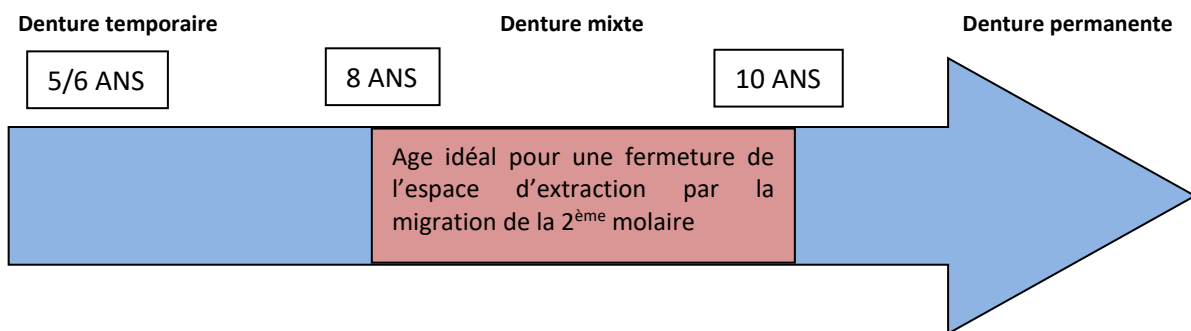 Denture temporaire
Denture mixte
Denture permanente
5/6 ANS
8 ANS
10 ANS
Age idéal pour une fermeture de
l’espace d’extraction par la
migration de la 2ème molaire